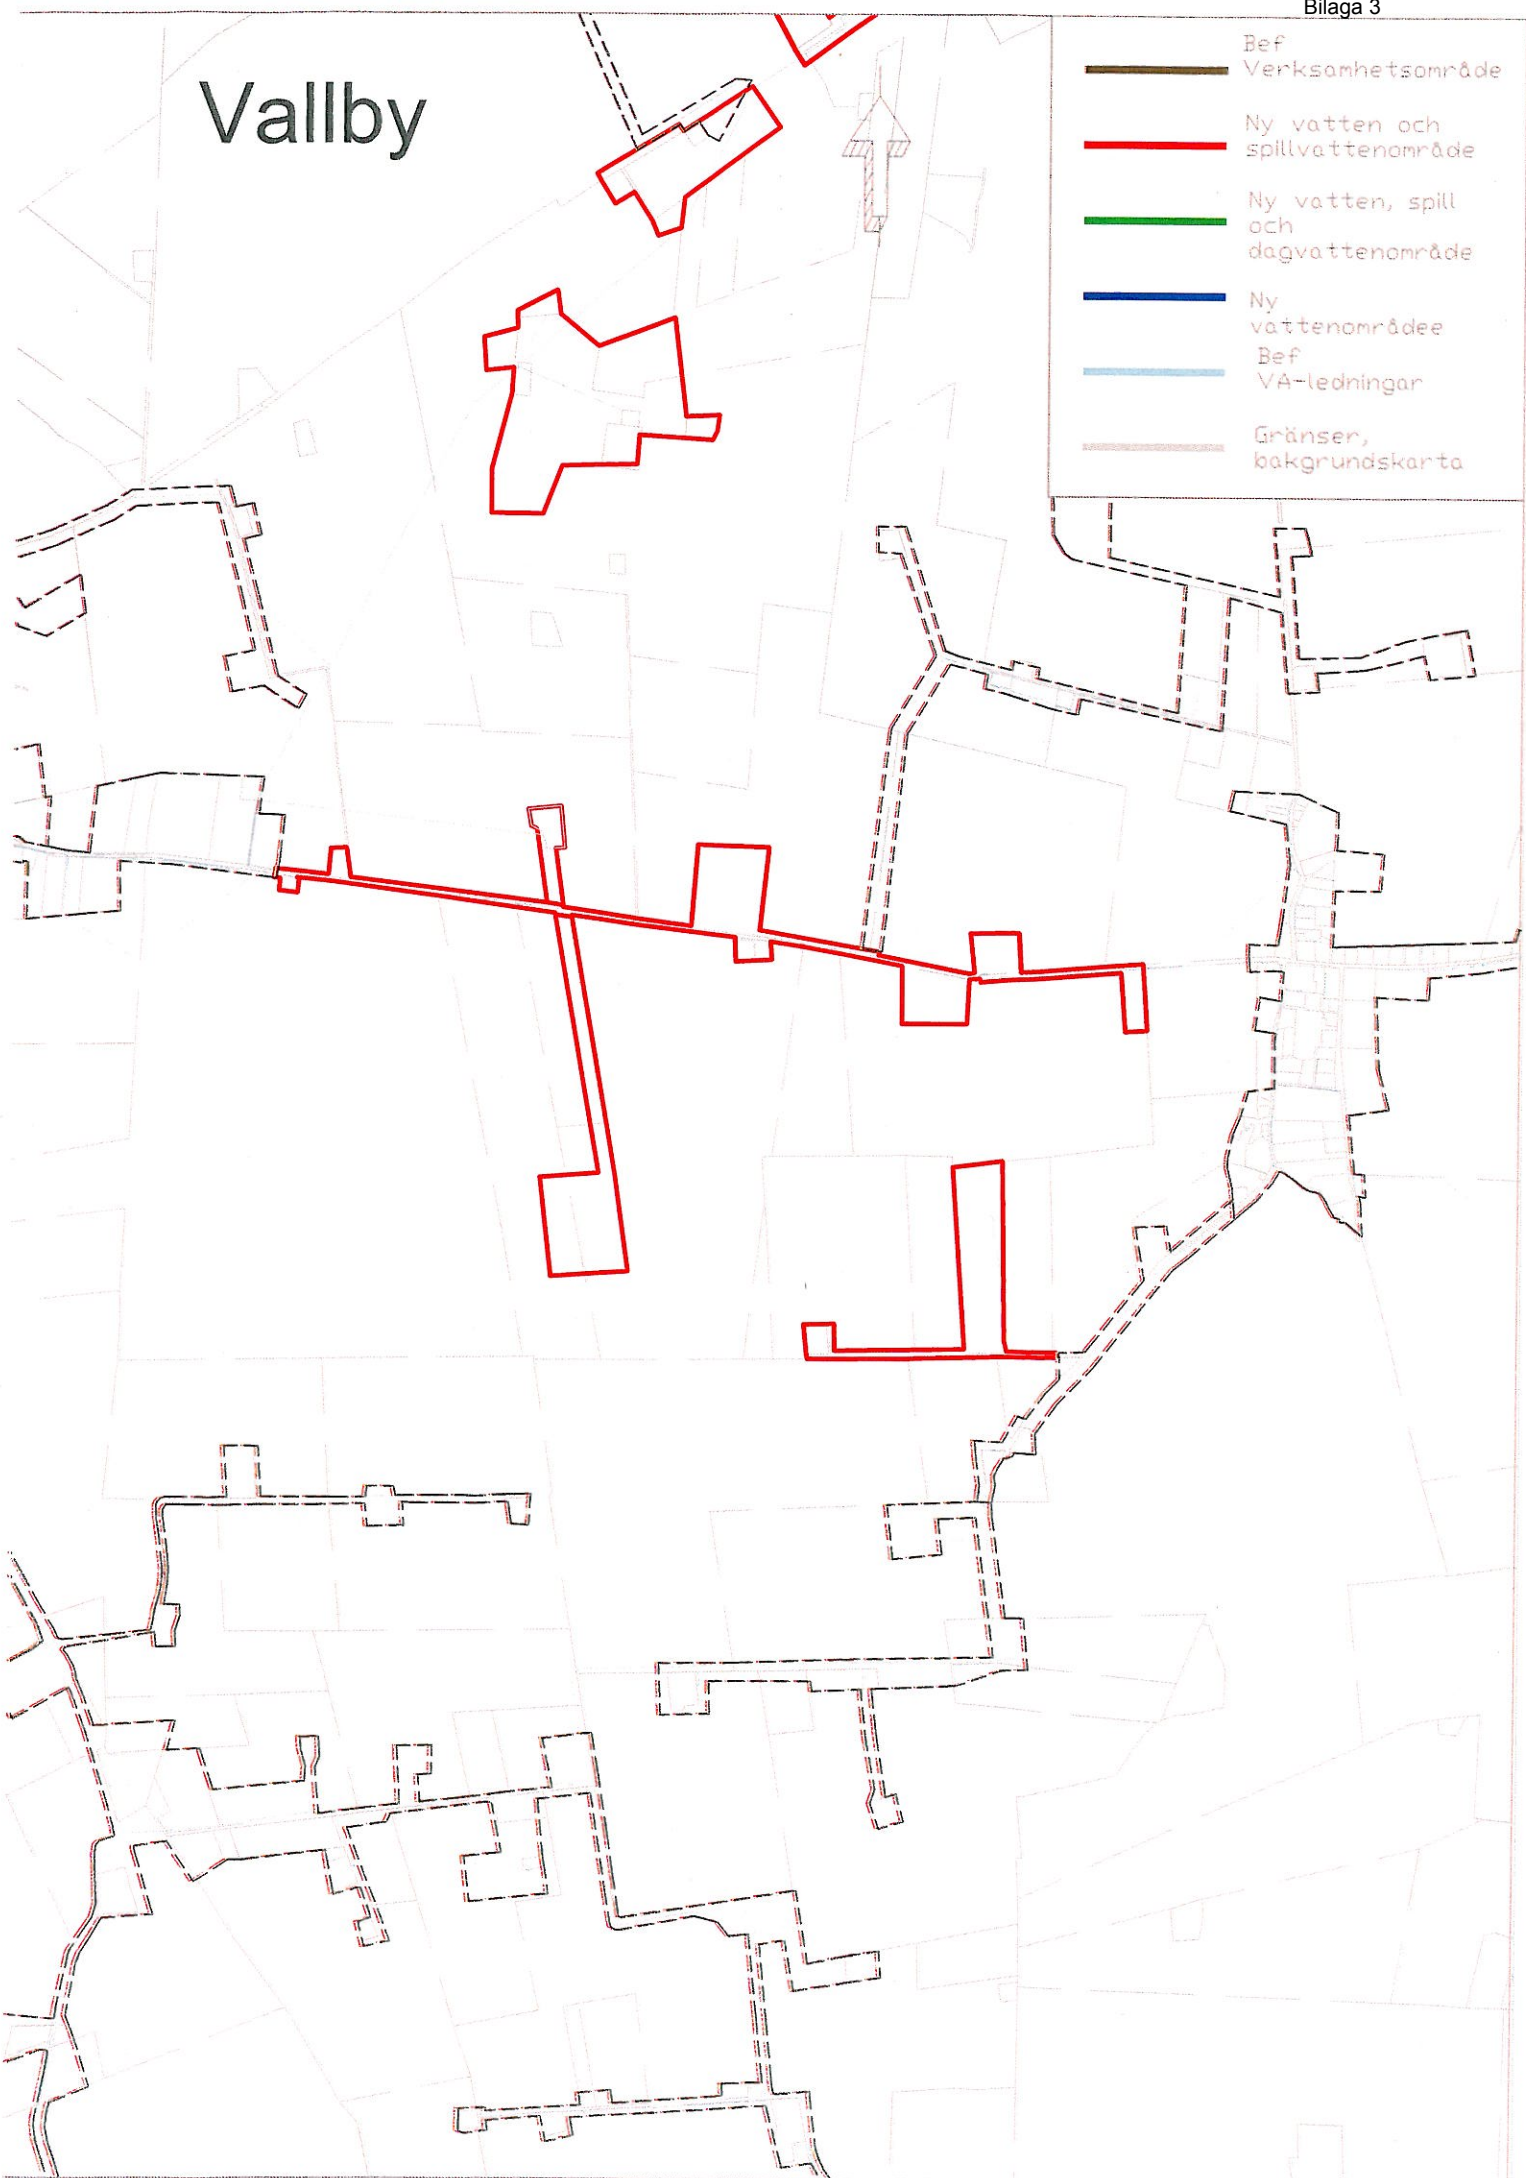 Bilaga 3
Vallby
Bef
Verksamhetsområde
Ny vatten och
spillvattenområde
Ny vatten, spill
och
dagvattenområde
Ny
vattenområdee
Bef
VA-ledningar
Gränser,
bakgrundskarta